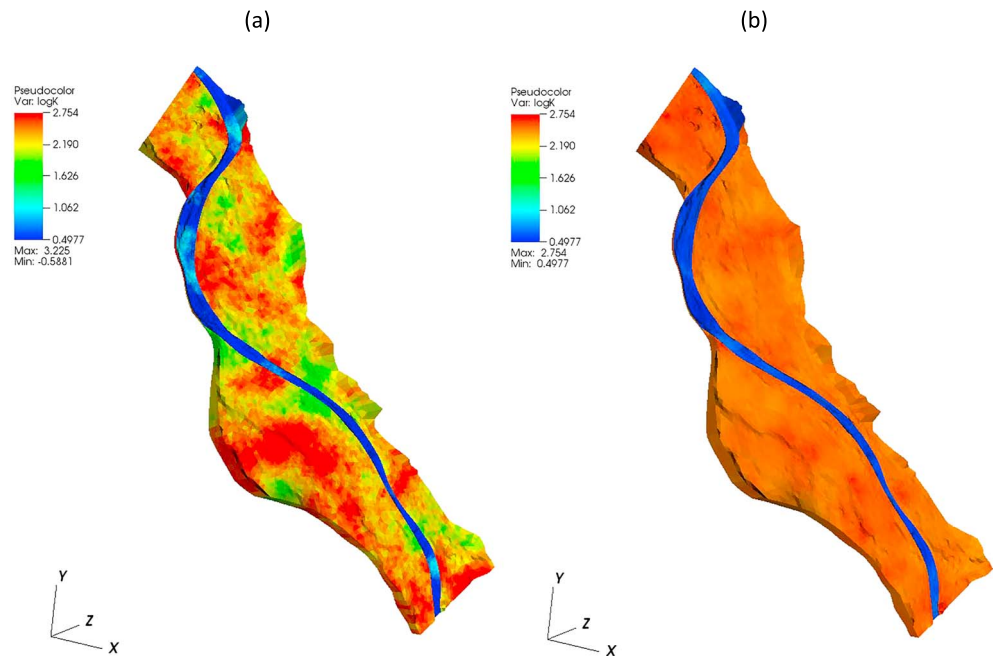 (a)
Pseudocolor
Var: logK
2.754
2.190
1.626
1.062
0.4977
Max: 3.225
Min: -0.5881
Y
Z
X
(b)
Pseudocolor
Var: logK
2.754
2.190
1.626
1.062
0.4977
Max: 2.754
Min: 0.4977
Y
Z
X